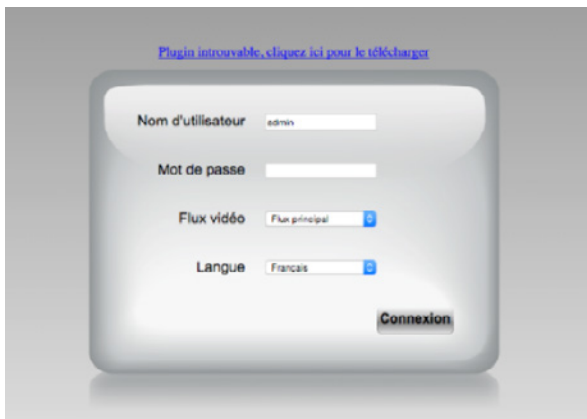 Plugin introuvable, cliquez ici pour le télécharger
Nom d'utilisateur admin
Mot de passe
Flux vidéo Flux principal
Langue Français
Connexion